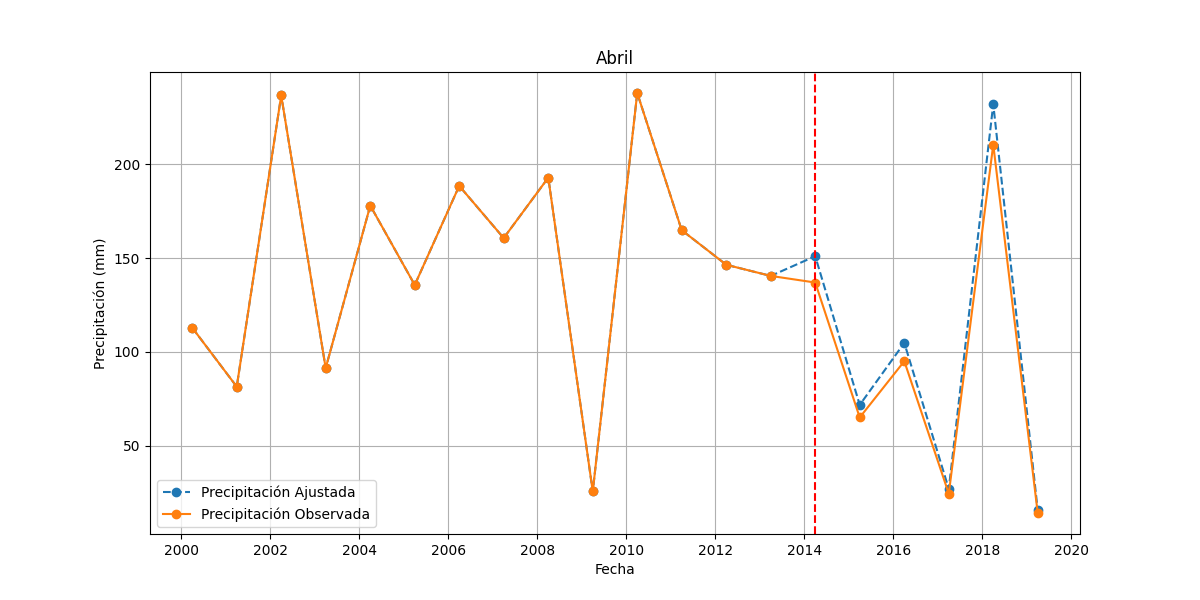 Abril
Precipitación (mm)
200
150
100
50
Precipitación Ajustada
Precipitación Observada
2000 2002 2004 2006 2008 2010 2012 2014 2016 2018 2020
Fecha